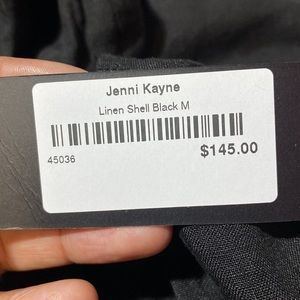 Jenni Kayne
Linen Shell Black M
45036
$145.00